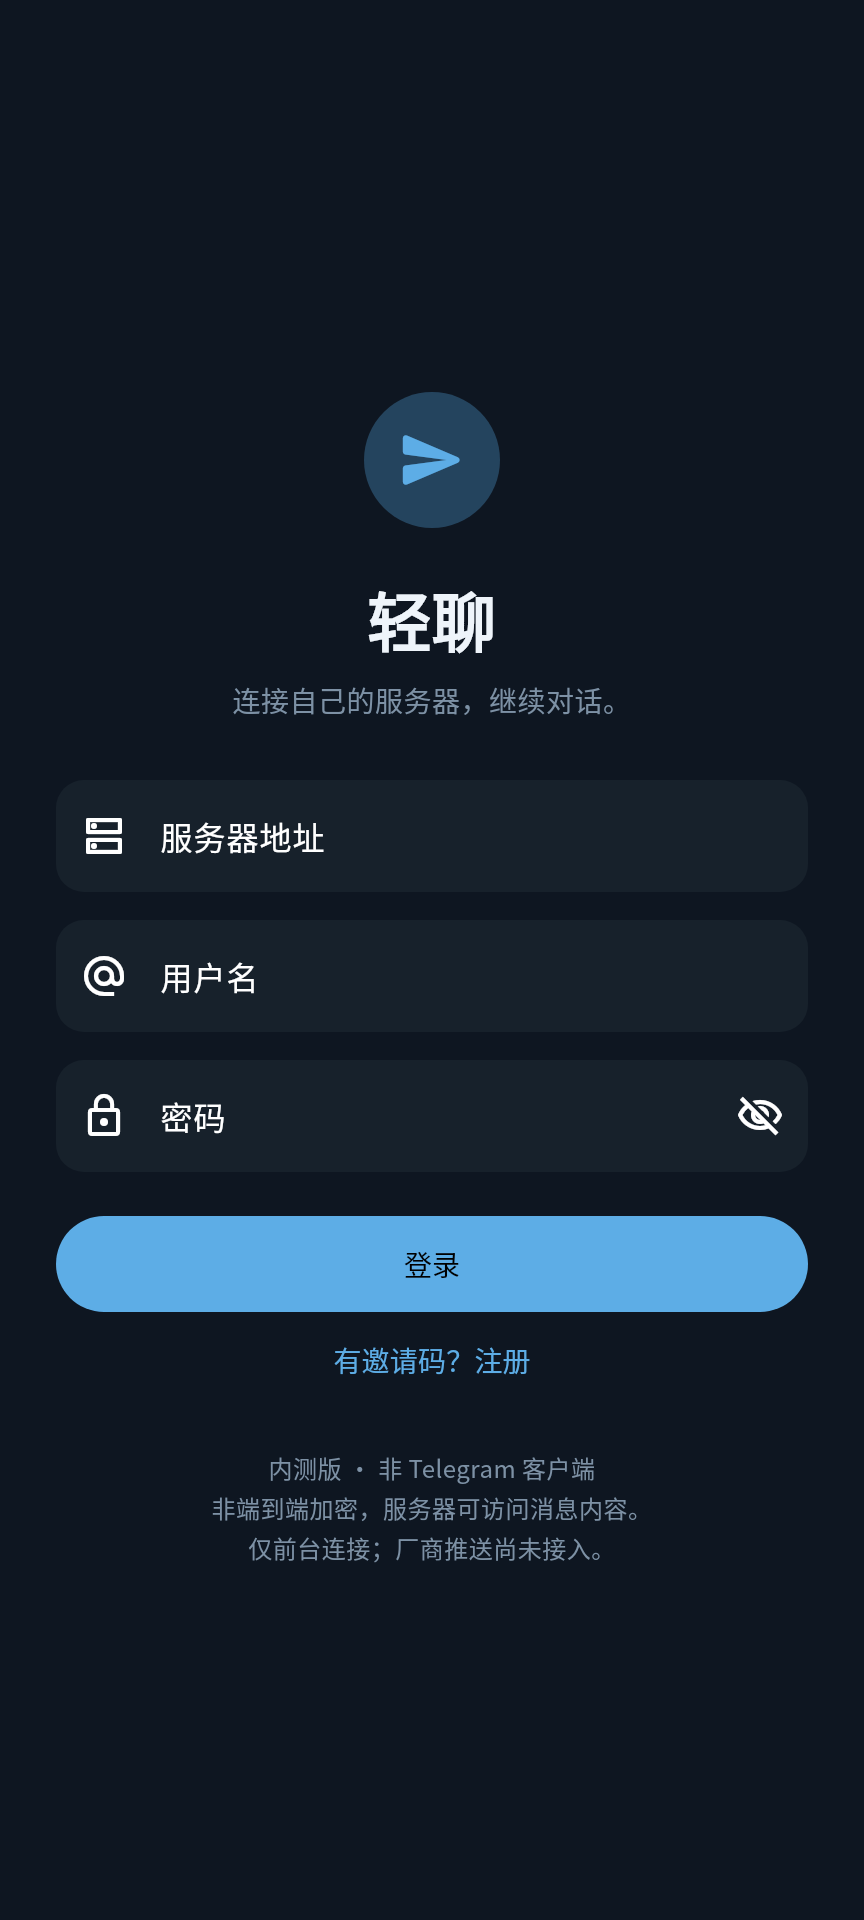 轻聊
连接自己的服务器，继续对话。
服务器地址
用户名
密码
登录
有邀请码？注册
内测版 · 非 Telegram 客户端
非端到端加密，服务器可访问消息内容。
仅前台连接；厂商推送尚未接入。